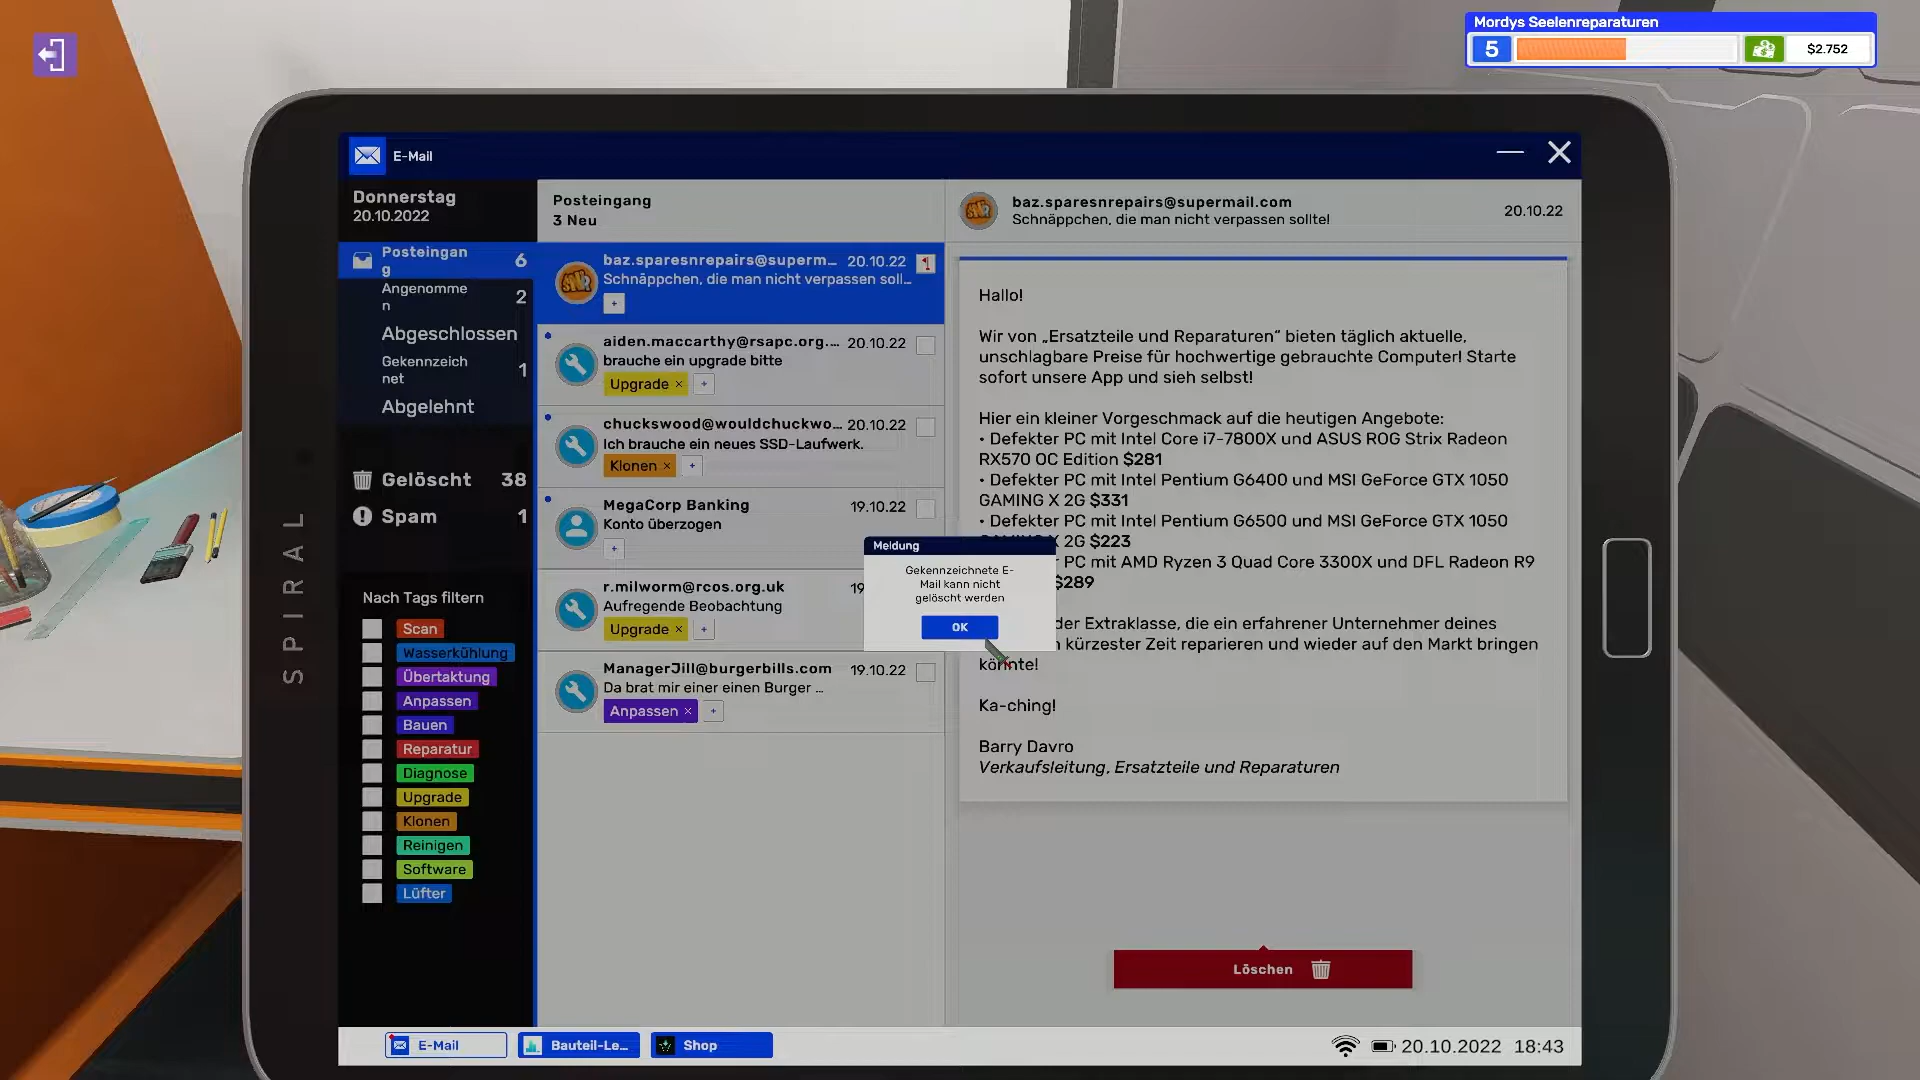 Mordys Seelenreparaturen
5
$2.752
E-Mail
Donnerstag
20.10.2022
Posteingan
g
6
Angenomme
n
2
Abgeschlossen
Gekennzeich
net
1
Abgelehnt
Gelöscht 38
Spam 1
Nach Tags filtern
Scan
Wasserkühlung
Übertaktung
Anpassen
Bauen
Reparatur
Diagnose
Upgrade
Klonen
Reinigen
Software
Lüfter
Posteingang
3 Neu
baz.sparesnrepairs@superm... 20.10.22
Schnäppchen, die man nicht verpassen soll...
+
aiden.maccarthy@rsapc.org.... 20.10.22
brauche ein upgrade bitte
Upgrade × +
chuckswood@wouldchuckwo... 20.10.22
Ich brauche ein neues SSD-Laufwerk.
Klonen × +
MegaCorp Banking 19.10.22
Konto überzogen
+
r.milworm@rcos.org.uk 19
Aufregende Beobachtung
Upgrade × +
ManagerJill@burgerbills.com 19.10.22
Da brat mir einer einen Burger ...
Anpassen × +
baz.sparesnrepairs@supermail.com
Schnäppchen, die man nicht verpassen sollte!
20.10.22
Hallo!
Wir von „Ersatzteile und Reparaturen“ bieten täglich aktuelle,
unschlagbare Preise für hochwertige gebrauchte Computer! Starte
sofort unsere App und sieh selbst!
Hier ein kleiner Vorgeschmack auf die heutigen Angebote:
• Defekter PC mit Intel Core i7-7800X und ASUS ROG Strix Radeon
RX570 OC Edition $281
• Defekter PC mit Intel Pentium G6400 und MSI GeForce GTX 1050
GAMING X 2G $331
• Defekter PC mit Intel Pentium G6500 und MSI GeForce GTX 1050
2G $223
PC mit AMD Ryzen 3 Quad Core 3300X und DFL Radeon R9
$289
der Extraklasse, die ein erfahrener Unternehmer deines
kürzester Zeit reparieren und wieder auf den Markt bringen
könnte!
Ka-ching!
Barry Davro
Verkaufsleitung, Ersatzteile und Reparaturen
Meldung
Gekennzeichnete E-
Mail kann nicht
gelöscht werden
OK
Löschen
SPIRAL
E-Mail
Bauteil-Le...
Shop
20.10.2022 18:43